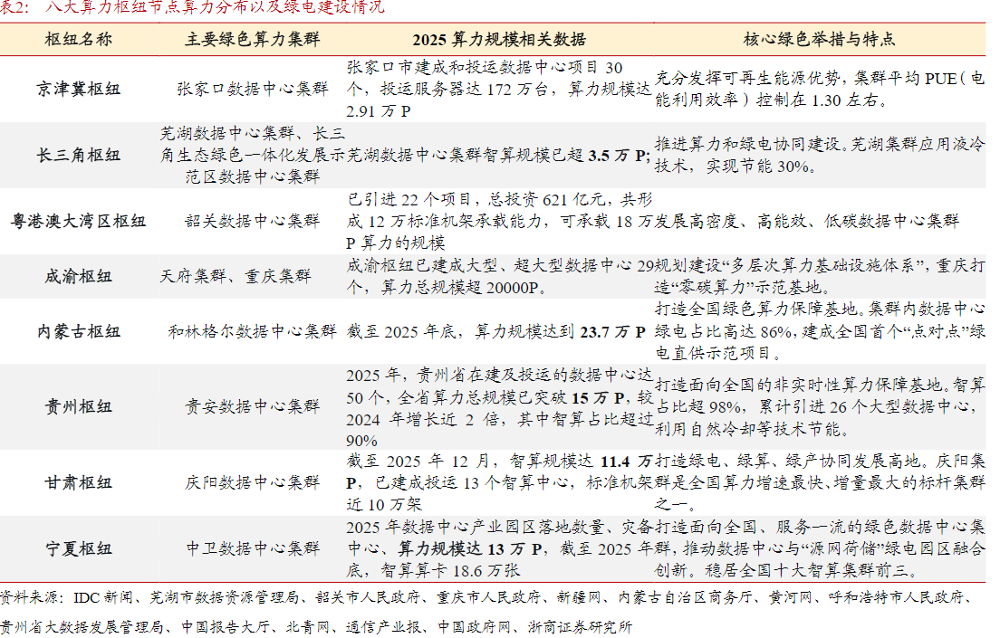 表2： 八大算力枢纽节点算力分布以及绿电建设情况
枢纽名称 主要绿色算力集群 2025 算力规模相关数据 核心绿色举措与特点
京津冀枢纽
张家口数据中心集群
张家口市建成和投运数据中心项目 30
个，投运服务器达 172 万台，算力规模达
2.91 万 P
充分发挥可再生能源优势，集群平均 PUE（电
能利用效率）控制在 1.30 左右。
长三角枢纽
芜湖数据中心集群、长三
角生态绿色一体化发展示
范区数据中心集群
芜湖数据中心集群智算规模已超 3.5 万 P;
推进算力和绿电协同建设。芜湖集群应用液冷
技术，实现节能 30%。
粤港澳大湾区枢纽
韶关数据中心集群
已引进 22 个项目，总投资 621 亿元，共形
成 12 万标准机架承载能力，可承载 18 万
P 算力的规模
发展高密度、高能效、低碳数据中心集群
成渝枢纽
天府集群、重庆集群
成渝枢纽已建成大型、超大型数据中心 29
个，算力总规模超 20000P。
规划建设“多层次算力基础设施体系”，重庆打
造“零碳算力”示范基地。
内蒙古枢纽
和林格尔数据中心集群
截至 2025 年底，算力规模达到 23.7 万 P
打造全国绿色算力保障基地。集群内数据中心
绿电占比高达 86%，建成全国首个“点对点”绿
电直供示范项目。
贵州枢纽
贵安数据中心集群
2025 年，贵州省在建及投运的数据中心达
50 个，全省算力总规模已突破 15 万 P，较
2024 年增长近 2 倍，其中智算占比超过
90%
打造面向全国的非实时性算力保障基地。智算
占比超 98%，累计引进 26 个大型数据中心，
利用自然冷却等技术节能。
甘肃枢纽
庆阳数据中心集群
截至 2025 年 12 月，智算规模达 11.4 万
P，已建成投运 13 个智算中心，标准机架
近 10 万架
打造绿电、绿算、绿产协同发展高地。庆阳集
群是全国算力增速最快、增量最大的标杆集群
之一。
宁夏枢纽
中卫数据中心集群
2025 年数据中心产业园区落地数量、灾备
中心、算力规模达 13 万 P，截至 2025 年
底，智算算卡 18.6 万张
打造面向全国、服务一流的绿色数据中心集
群，推动数据中心与“源网荷储”绿电园区融合
创新。稳居全国十大智算集群前三。
资料来源：IDC 新闻、芜湖市数据资源管理局、韶关市人民政府、重庆市人民政府、新疆网、内蒙古自治区商务厅、黄河网、呼和浩特市人民政府、
贵州省大数据发展管理局、中国报告大厅、北青网、通信产业报、中国政府网、浙商证券研究所